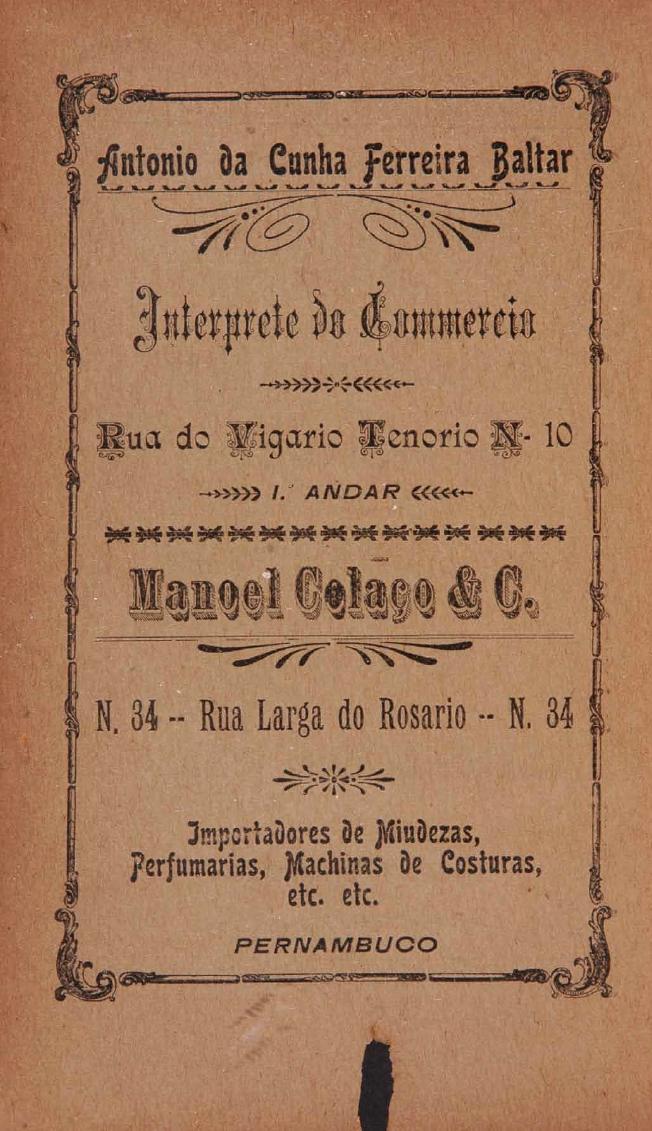 Antonio da Cunha Ferreira Baltar
Interprete do Commercio
Rua do Vigario Tenorio N- 10
1.º ANDAR
Manoel Colaço & C.
N. 34 -- Rua Larga do Rosario -- N. 34
Importadores de Miudezas,
Perfumarias, Machinas de Costuras,
etc. etc.
PERNAMBUCO